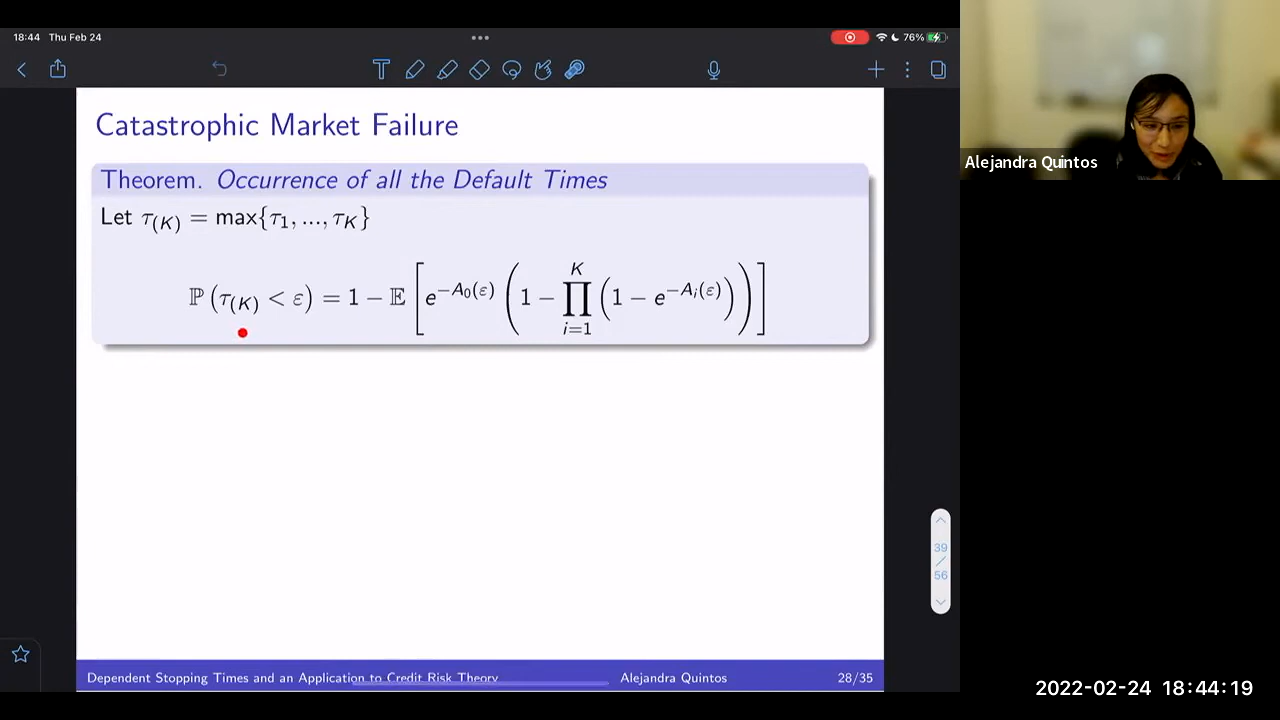 18:44 Thu Feb 24
76%
Catastrophic Market Failure
Theorem. Occurrence of all the Default Times
Let τ_(K) = max{τ_1, ..., τ_K}
ℙ (τ_(K) < ε) = 1 − 𝔼 [ e^{−A_0(ε)} ( 1 − ∏_{i=1}^{K} ( 1 − e^{−A_i(ε)} ) ) ]
39
/
56
Dependent Stopping Times and an Application to Credit Risk Theory Alejandra Quintos 28/35
Alejandra Quintos
2022-02-24 18:44:19